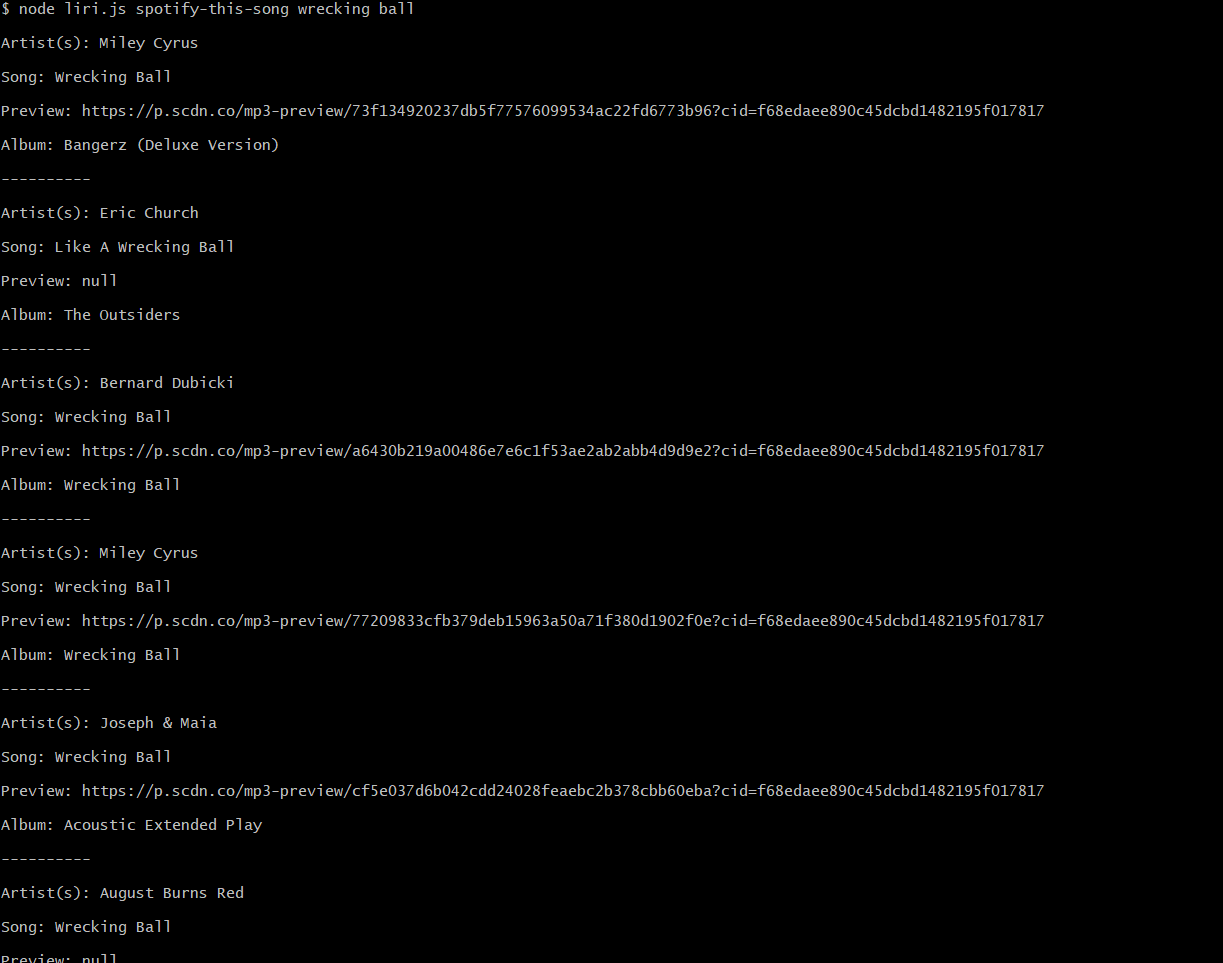 $ node liri.js spotify-this-song wrecking ball
Artist(s): Miley Cyrus
Song: Wrecking Ball
Preview: https://p.scdn.co/mp3-preview/73f134920237db5f77576099534ac22fd6773b96?cid=f68edaee890c45dcbd1482195f017817
Album: Bangerz (Deluxe Version)
----------
Artist(s): Eric Church
Song: Like A Wrecking Ball
Preview: null
Album: The Outsiders
----------
Artist(s): Bernard Dubicki
Song: Wrecking Ball
Preview: https://p.scdn.co/mp3-preview/a6430b219a00486e7e6c1f53ae2ab2abb4d9d9e2?cid=f68edaee890c45dcbd1482195f017817
Album: Wrecking Ball
----------
Artist(s): Miley Cyrus
Song: Wrecking Ball
Preview: https://p.scdn.co/mp3-preview/77209833cfb379deb15963a50a71f380d1902f0e?cid=f68edaee890c45dcbd1482195f017817
Album: Wrecking Ball
----------
Artist(s): Joseph & Maia
Song: Wrecking Ball
Preview: https://p.scdn.co/mp3-preview/cf5e037d6b042cdd24028feaebc2b378cbb60eba?cid=f68edaee890c45dcbd1482195f017817
Album: Acoustic Extended Play
----------
Artist(s): August Burns Red
Song: Wrecking Ball
Preview: null